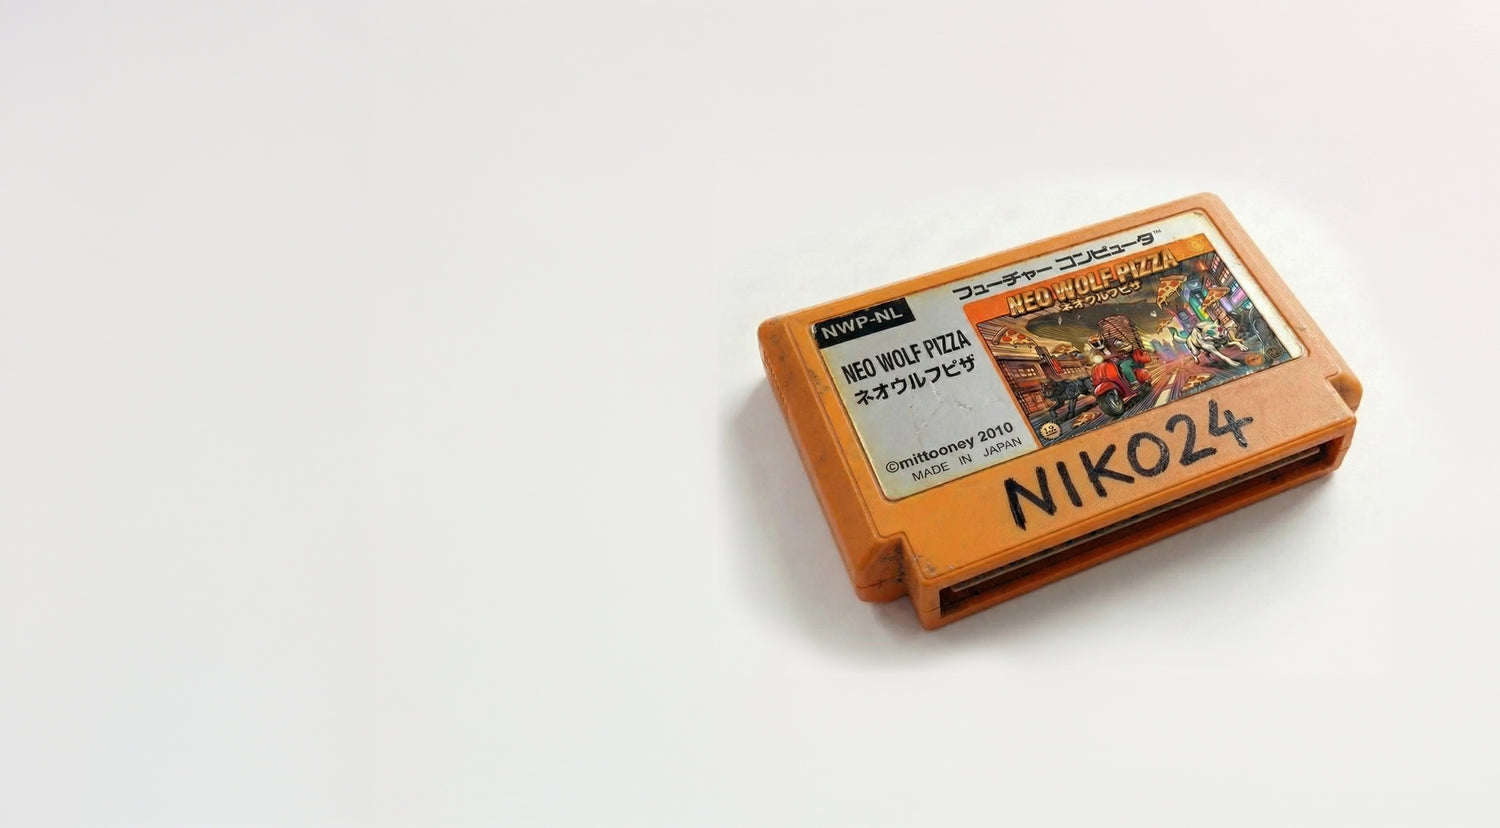 フューチャー コンピュータ™
NWP-NL
NEO WOLF PIZZA
ネオウルフピザ
NEO WOLF PIZZA
ネオウルフピザ
©mittooney 2010
MADE IN JAPAN
NIKO24